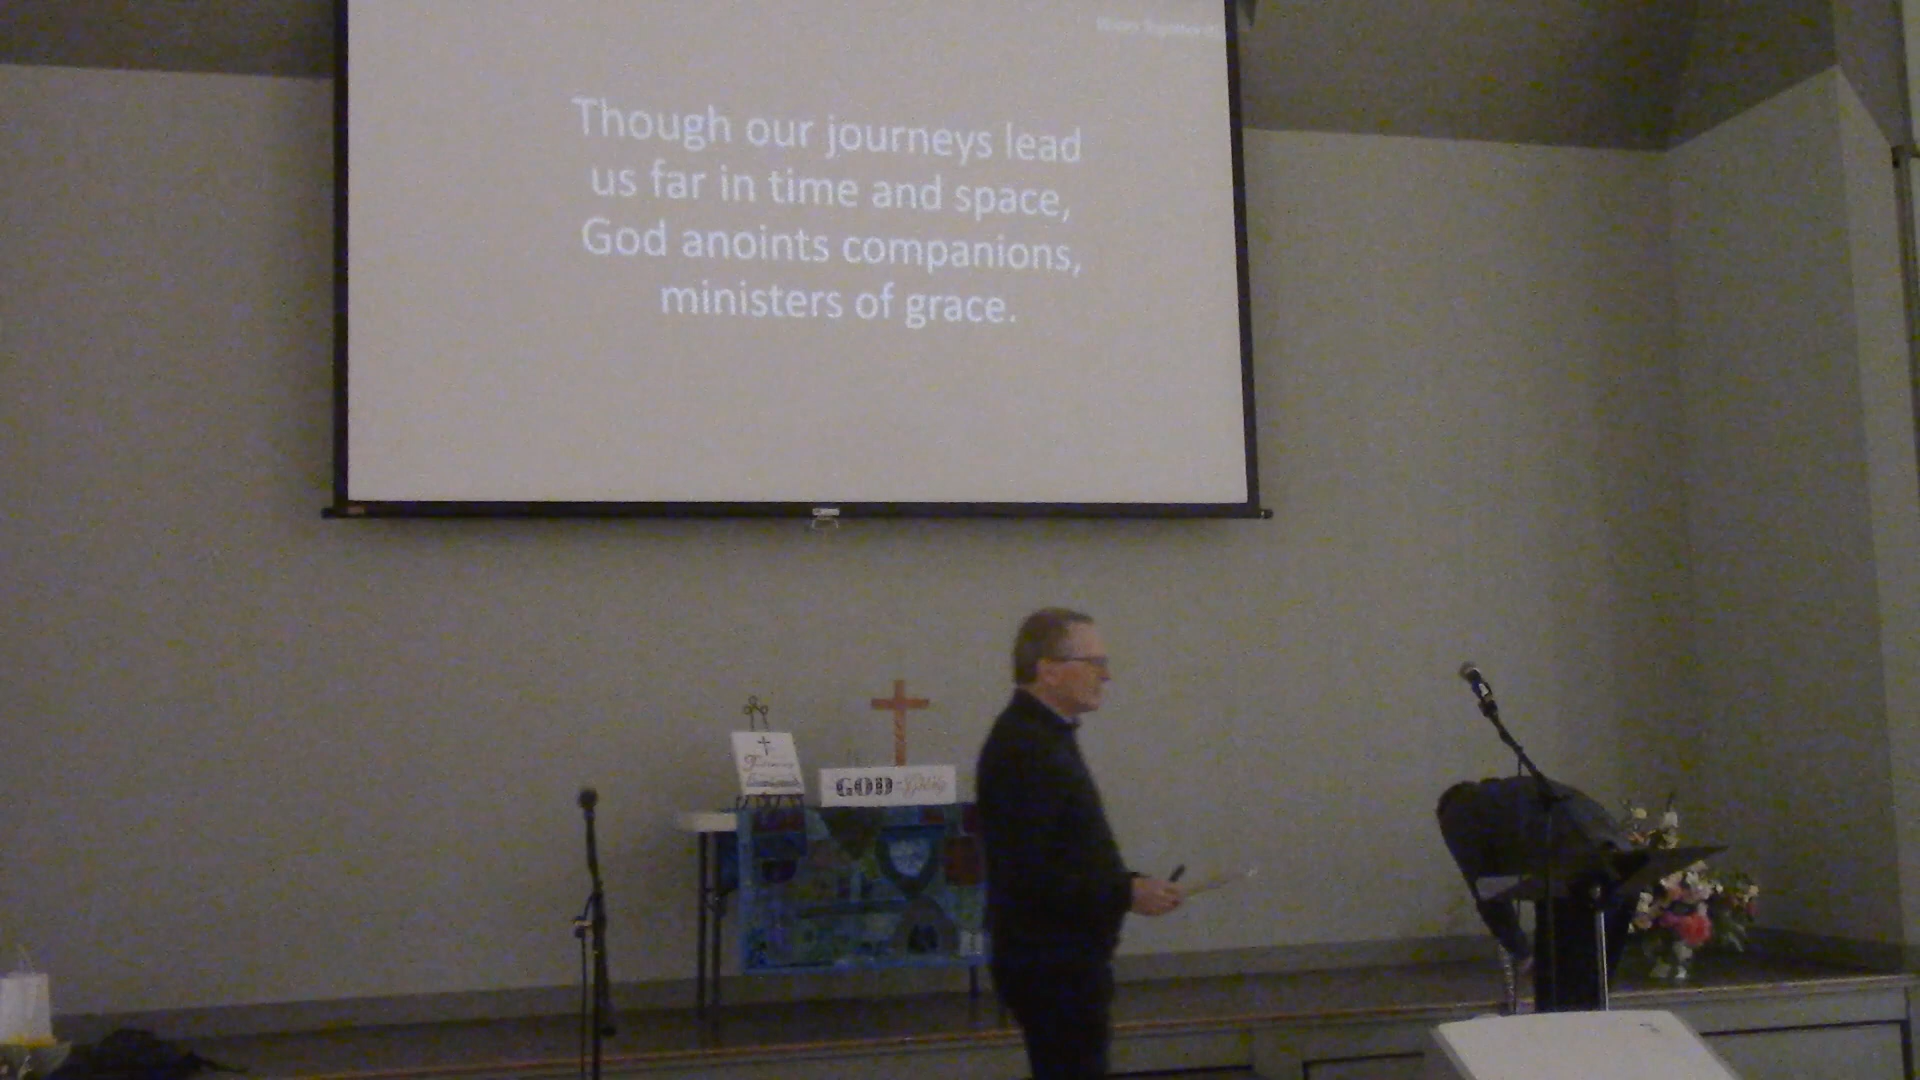 Though our journeys lead
us far in time and space,
God anoints companions,
ministers of grace.
GOD